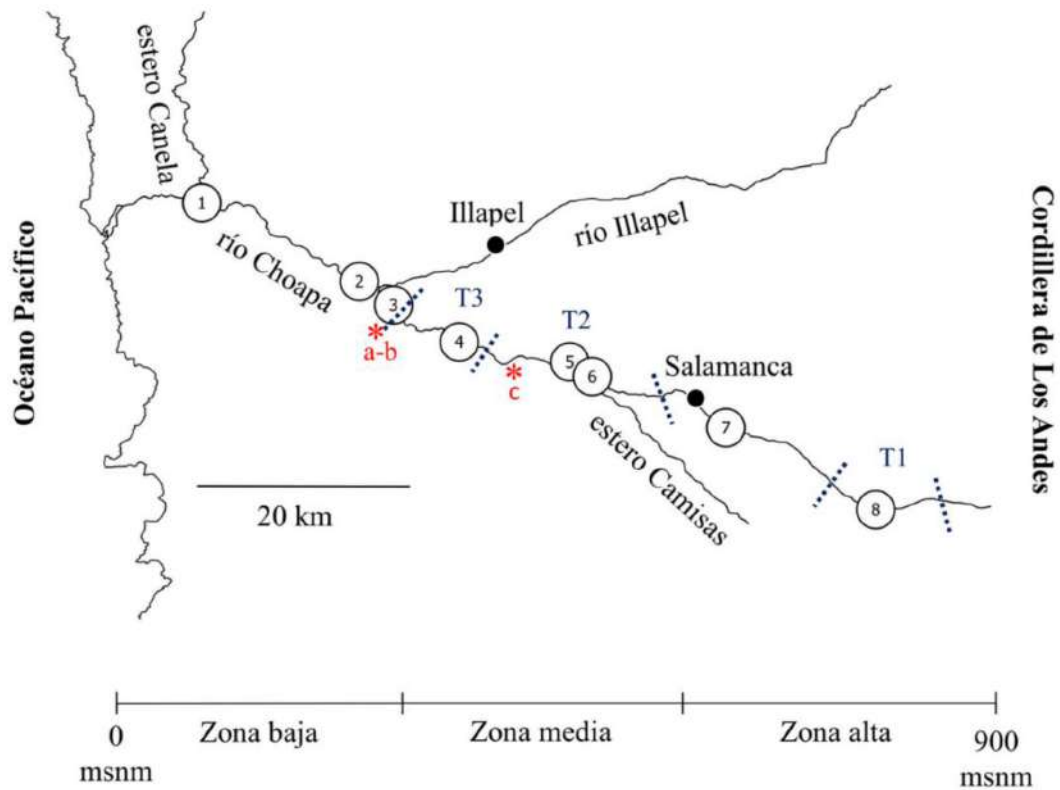 estero Canela
1
Illapel
río Illapel
Océano Pacífico
Cordillera de Los Andes
río Choapa
2
3
T3
*
a-b
4
T2
5
6
*
c
Salamanca
7
estero Camisas
T1
8
20 km
0
msnm
Zona baja
Zona media
Zona alta
900
msnm